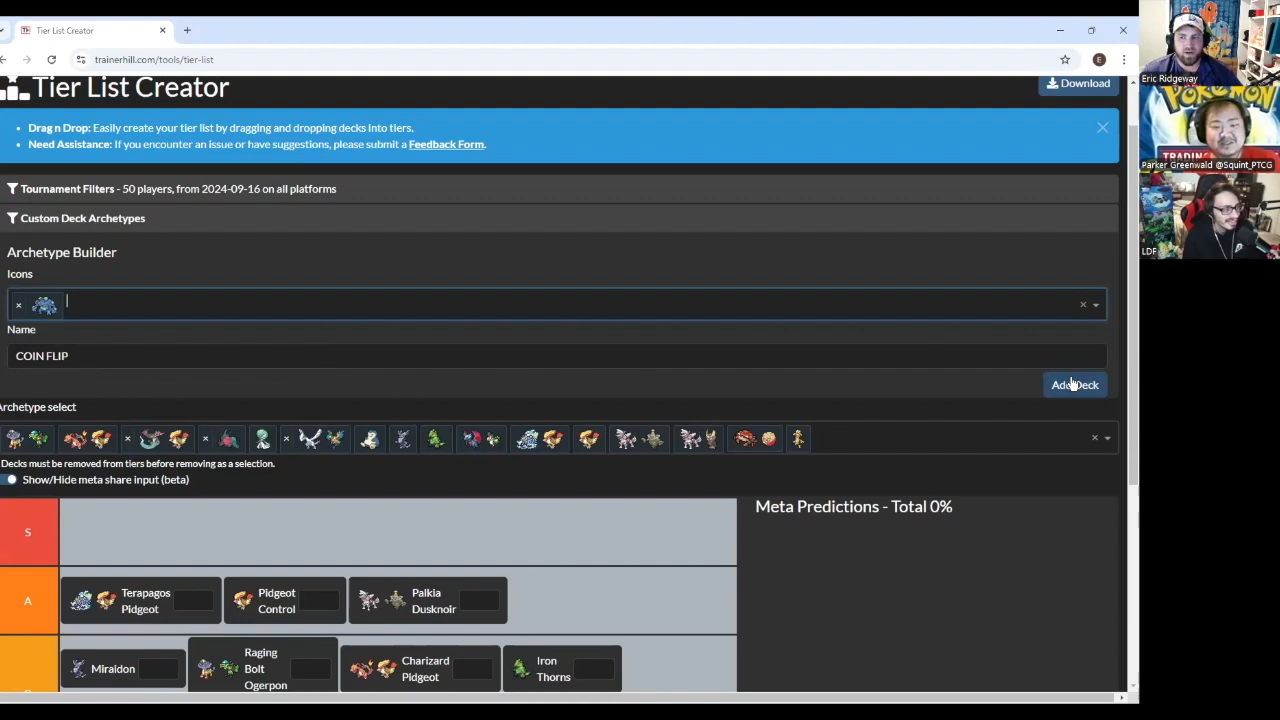 Tier List Creator
trainerhill.com/tools/tier-list
Tier List Creator
Download
Drag n Drop: Easily create your tier list by dragging and dropping decks into tiers.
Need Assistance: If you encounter an issue or have suggestions, please submit a Feedback Form.
Tournament Filters - 50 players, from 2024-09-16 on all platforms
Custom Deck Archetypes
Archetype Builder
Icons
Name
COIN FLIP
Add Deck
Archetype select
Decks must be removed from tiers before removing as a selection.
Show/Hide meta share input (beta)
S
Meta Predictions - Total 0%
A
Terapagos
Pidgeot
Pidgeot
Control
Palkia
Dusknoir
Miraidon
Raging
Bolt
Ogerpon
Charizard
Pidgeot
Iron
Thorns
E
Eric Ridgeway
POKÉMON
TRADING
Parker Greenwald @Squint_PTCG
LDF